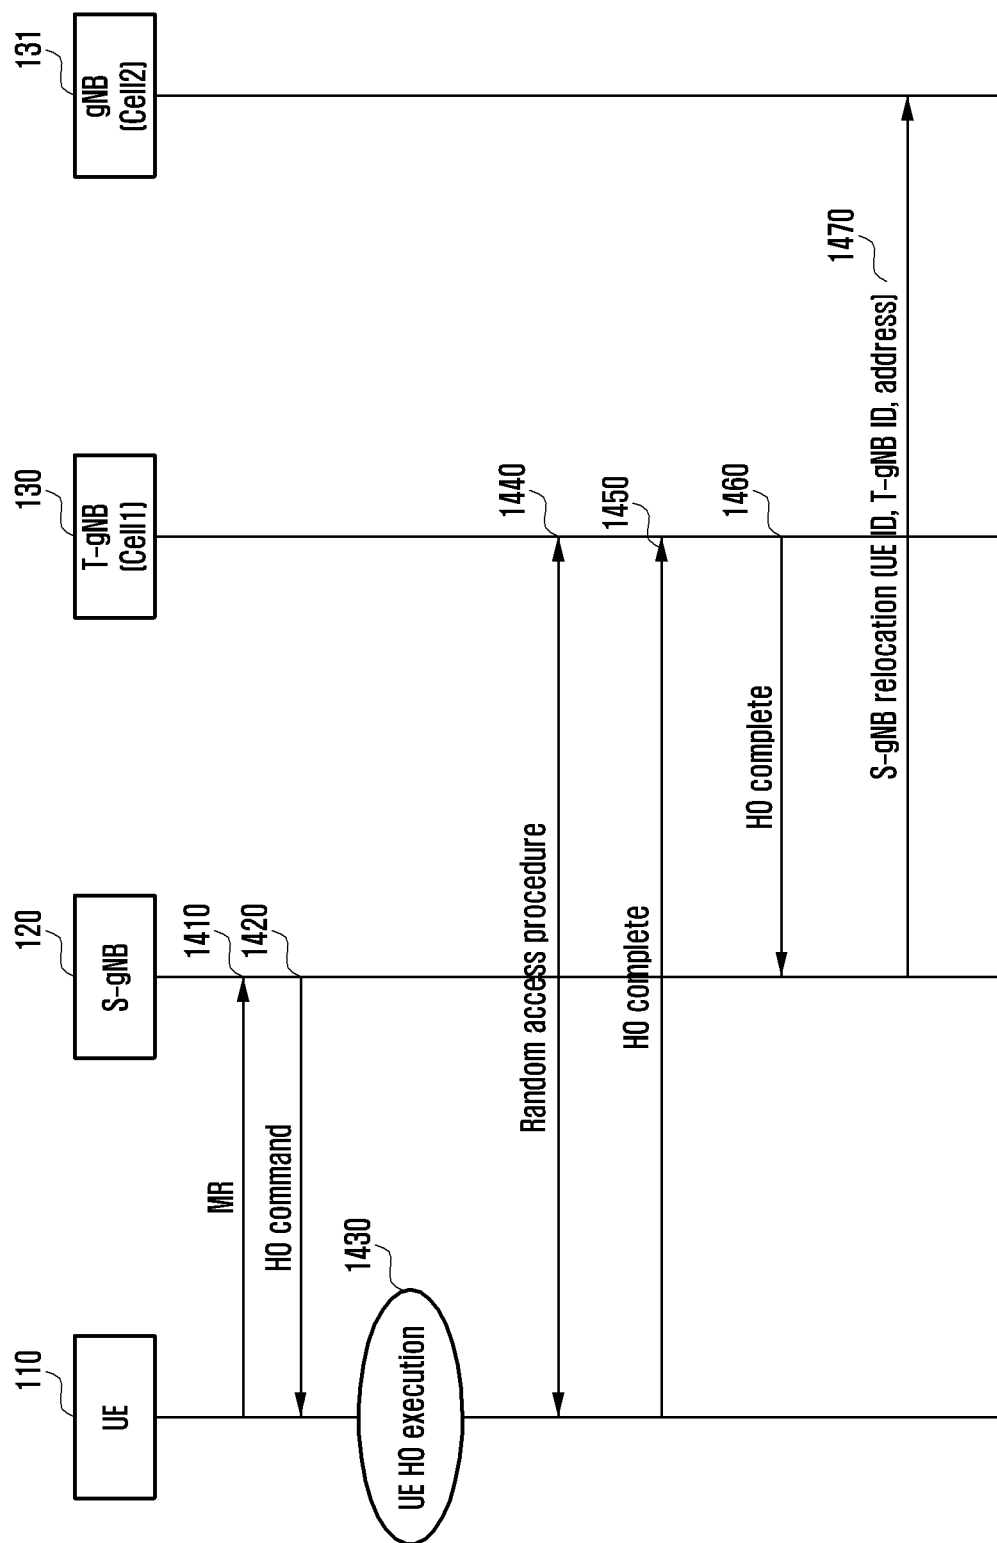 110
UE
120
S-gNB
130
T-gNB
(Cell1)
131
gNB
(Cell2)
MR
1410
HO command
1420
UE HO execution
1430
Random access procedure
1440
HO complete
1450
HO complete
1460
S-gNB relocation (UE ID, T-gNB ID, address)
1470